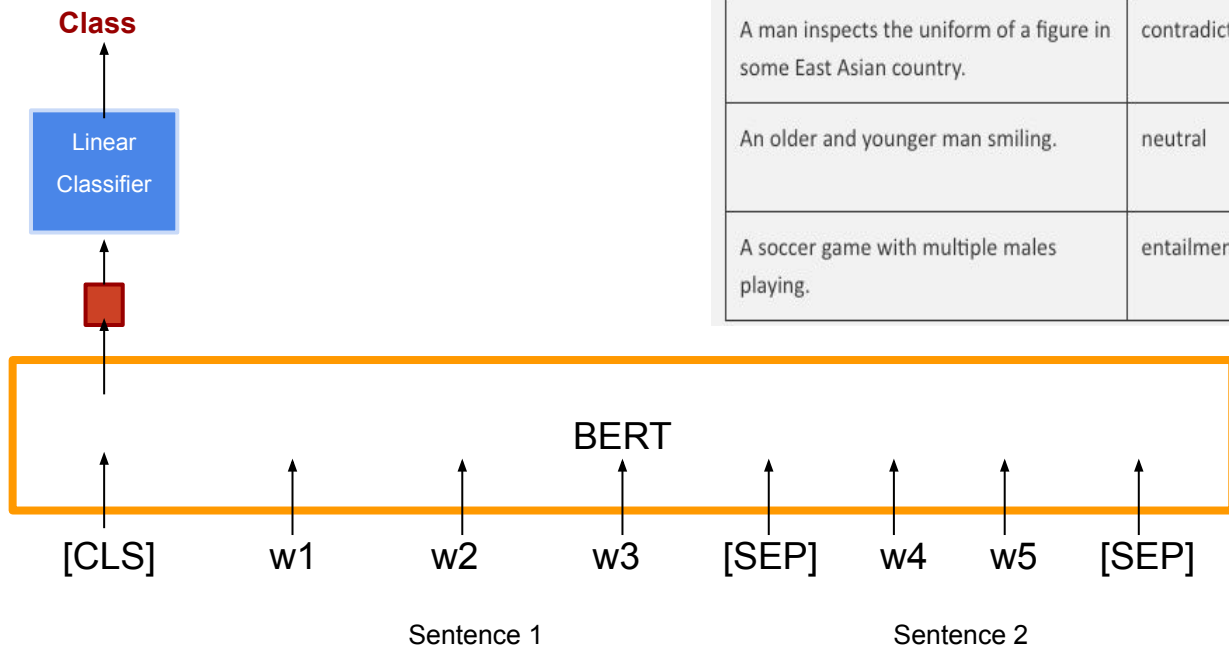 Class
Linear
Classifier
A man inspects the uniform of a figure in
some East Asian country.
An older and younger man smiling.
neutral
A soccer game with multiple males
playing.
BERT
[CLS] w1 w2 w3 [SEP] w4 w5 [SEP]
Sentence 1 Sentence 2